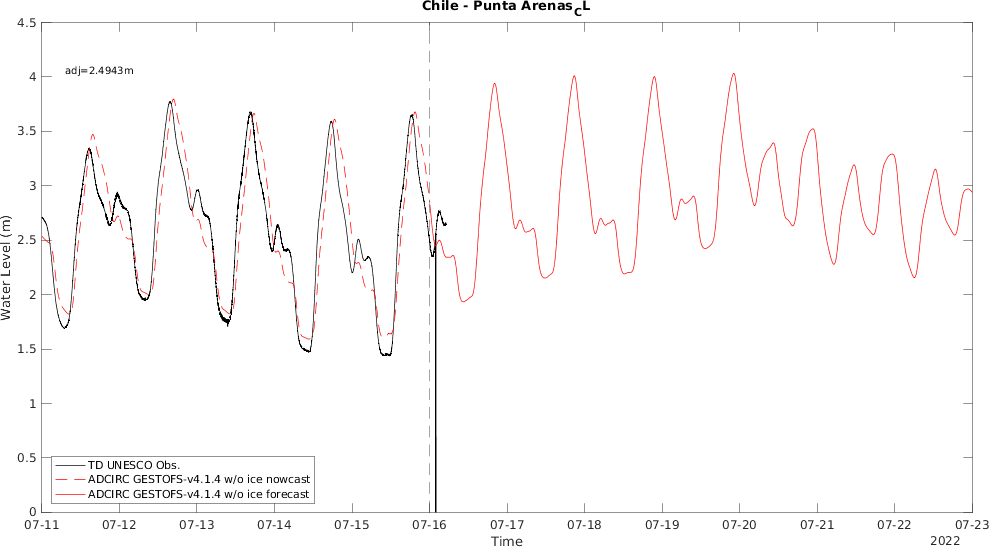 Chile - Punta Arenas_CL
4.5
adj=2.4943m
4
3.5
3
2.5
2
1.5
1
0.5
0
Water Level (m)
TD UNESCO Obs.
ADCIRC GESTOFS-v4.1.4 w/o ice nowcast
ADCIRC GESTOFS-v4.1.4 w/o ice forecast
07-11 07-12 07-13 07-14 07-15 07-16 07-17 07-18 07-19 07-20 07-21 07-22 07-23
Time
2022